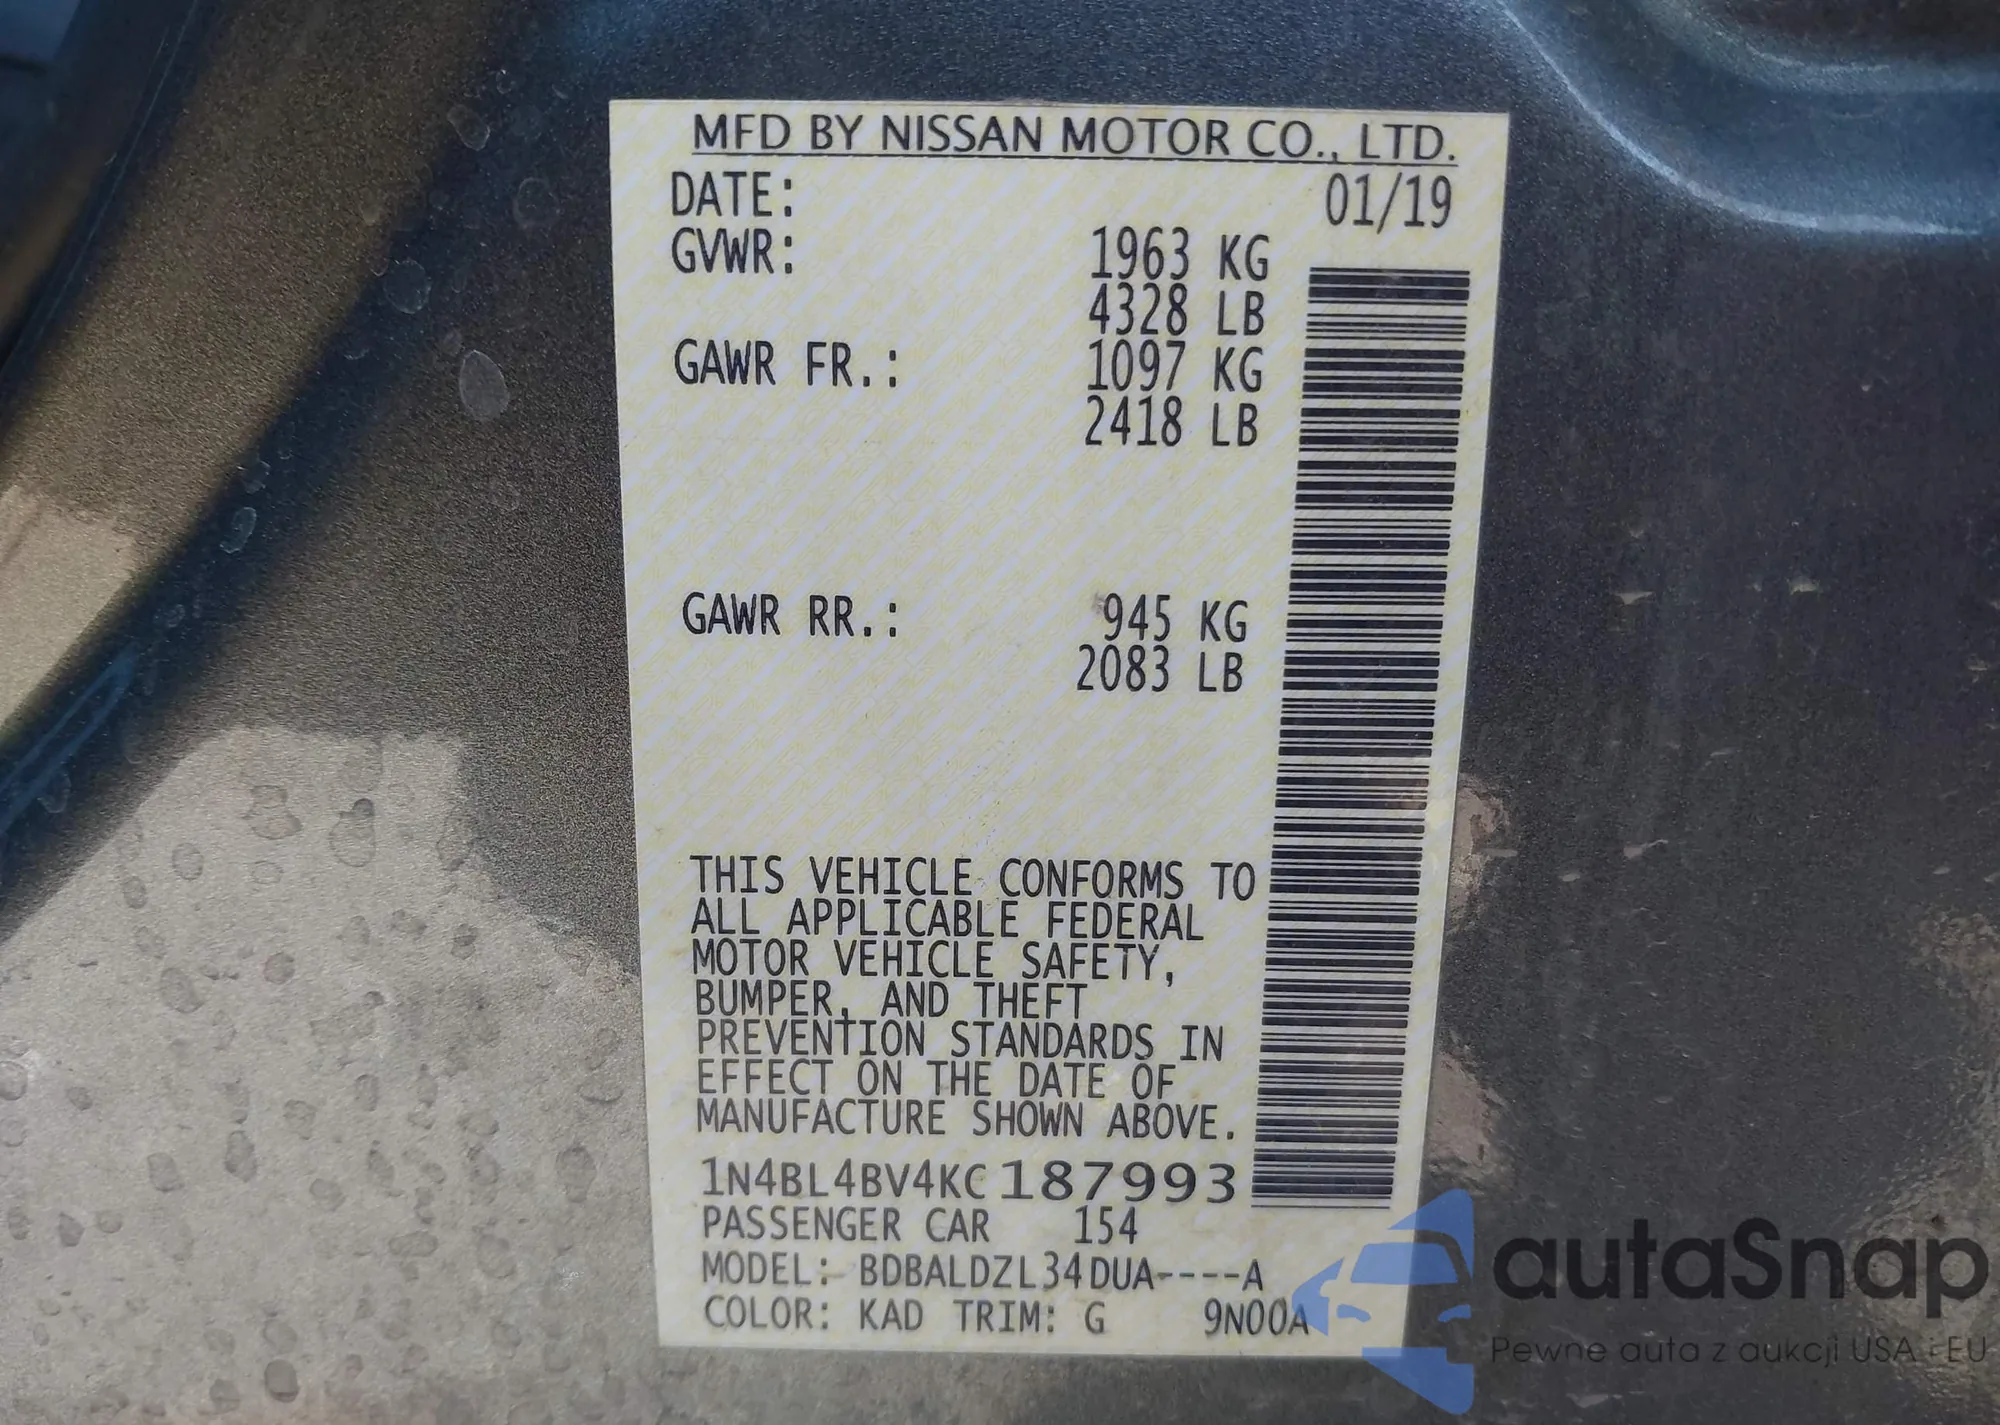 MFD BY NISSAN MOTOR CO., LTD.
DATE: 01/19
GVWR: 1963 KG
4328 LB
GAWR FR.: 1097 KG
2418 LB
GAWR RR.: 945 KG
2083 LB
THIS VEHICLE CONFORMS TO
ALL APPLICABLE FEDERAL
MOTOR VEHICLE SAFETY,
BUMPER, AND THEFT
PREVENTION STANDARDS IN
EFFECT ON THE DATE OF
MANUFACTURE SHOWN ABOVE.
1N4BL4BV4KC187993
PASSENGER CAR 154
MODEL: BDBALDZL34DUA----A
COLOR: KAD TRIM: G 9N00A
autaSnap
Pewne auta z aukcji USA i EU